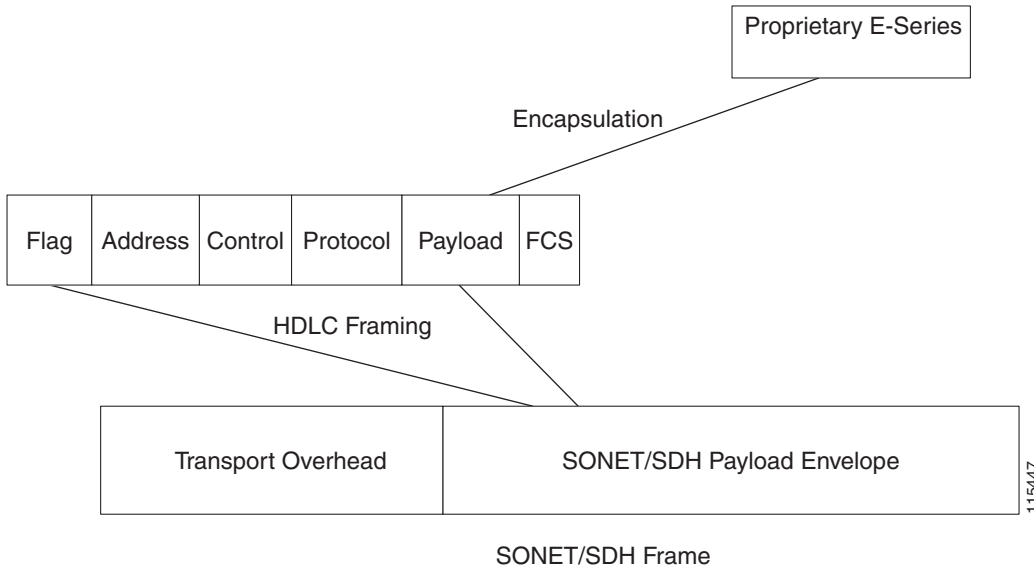 Proprietary E-Series
Encapsulation
Flag Address Control Protocol Payload FCS
HDLC Framing
Transport Overhead SONET/SDH Payload Envelope
115447
SONET/SDH Frame